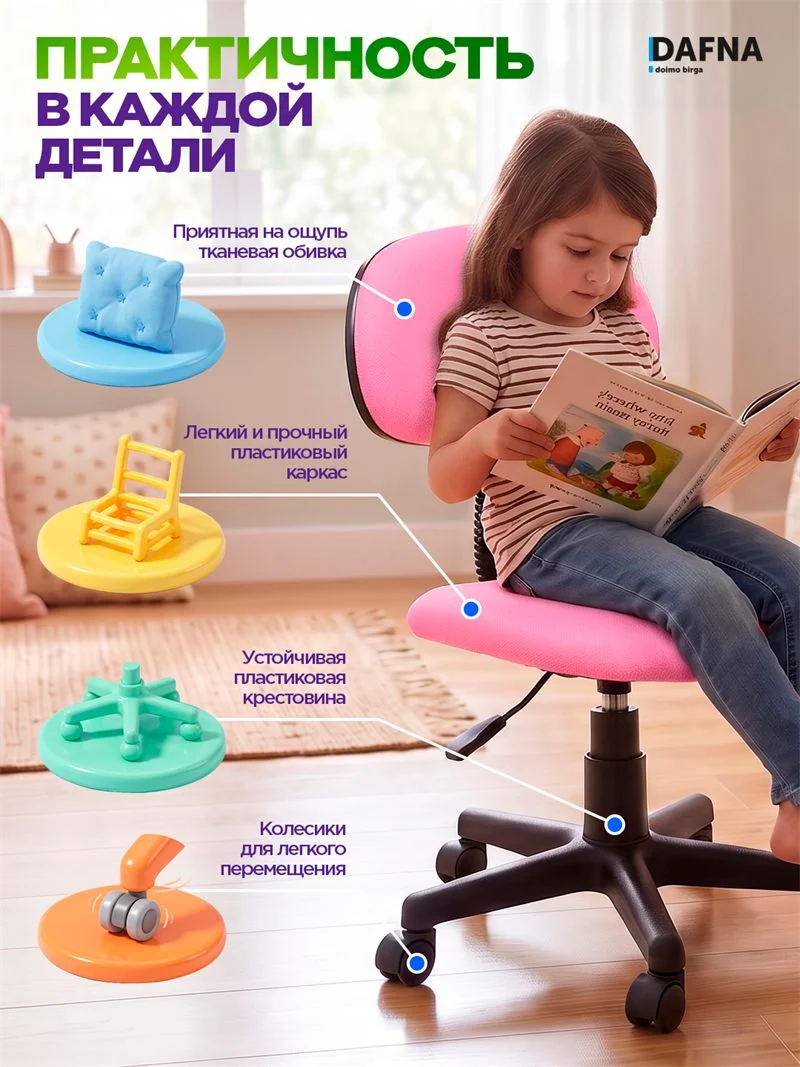 ПРАКТИЧНОСТЬ
В КАЖДОЙ
ДЕТАЛИ
DAFNA
doimo birga
Приятная на ощупь
тканевая обивка
Легкий и прочный
пластиковый
каркас
Устойчивая
пластиковая
крестовина
Колесики
для легкого
перемещения